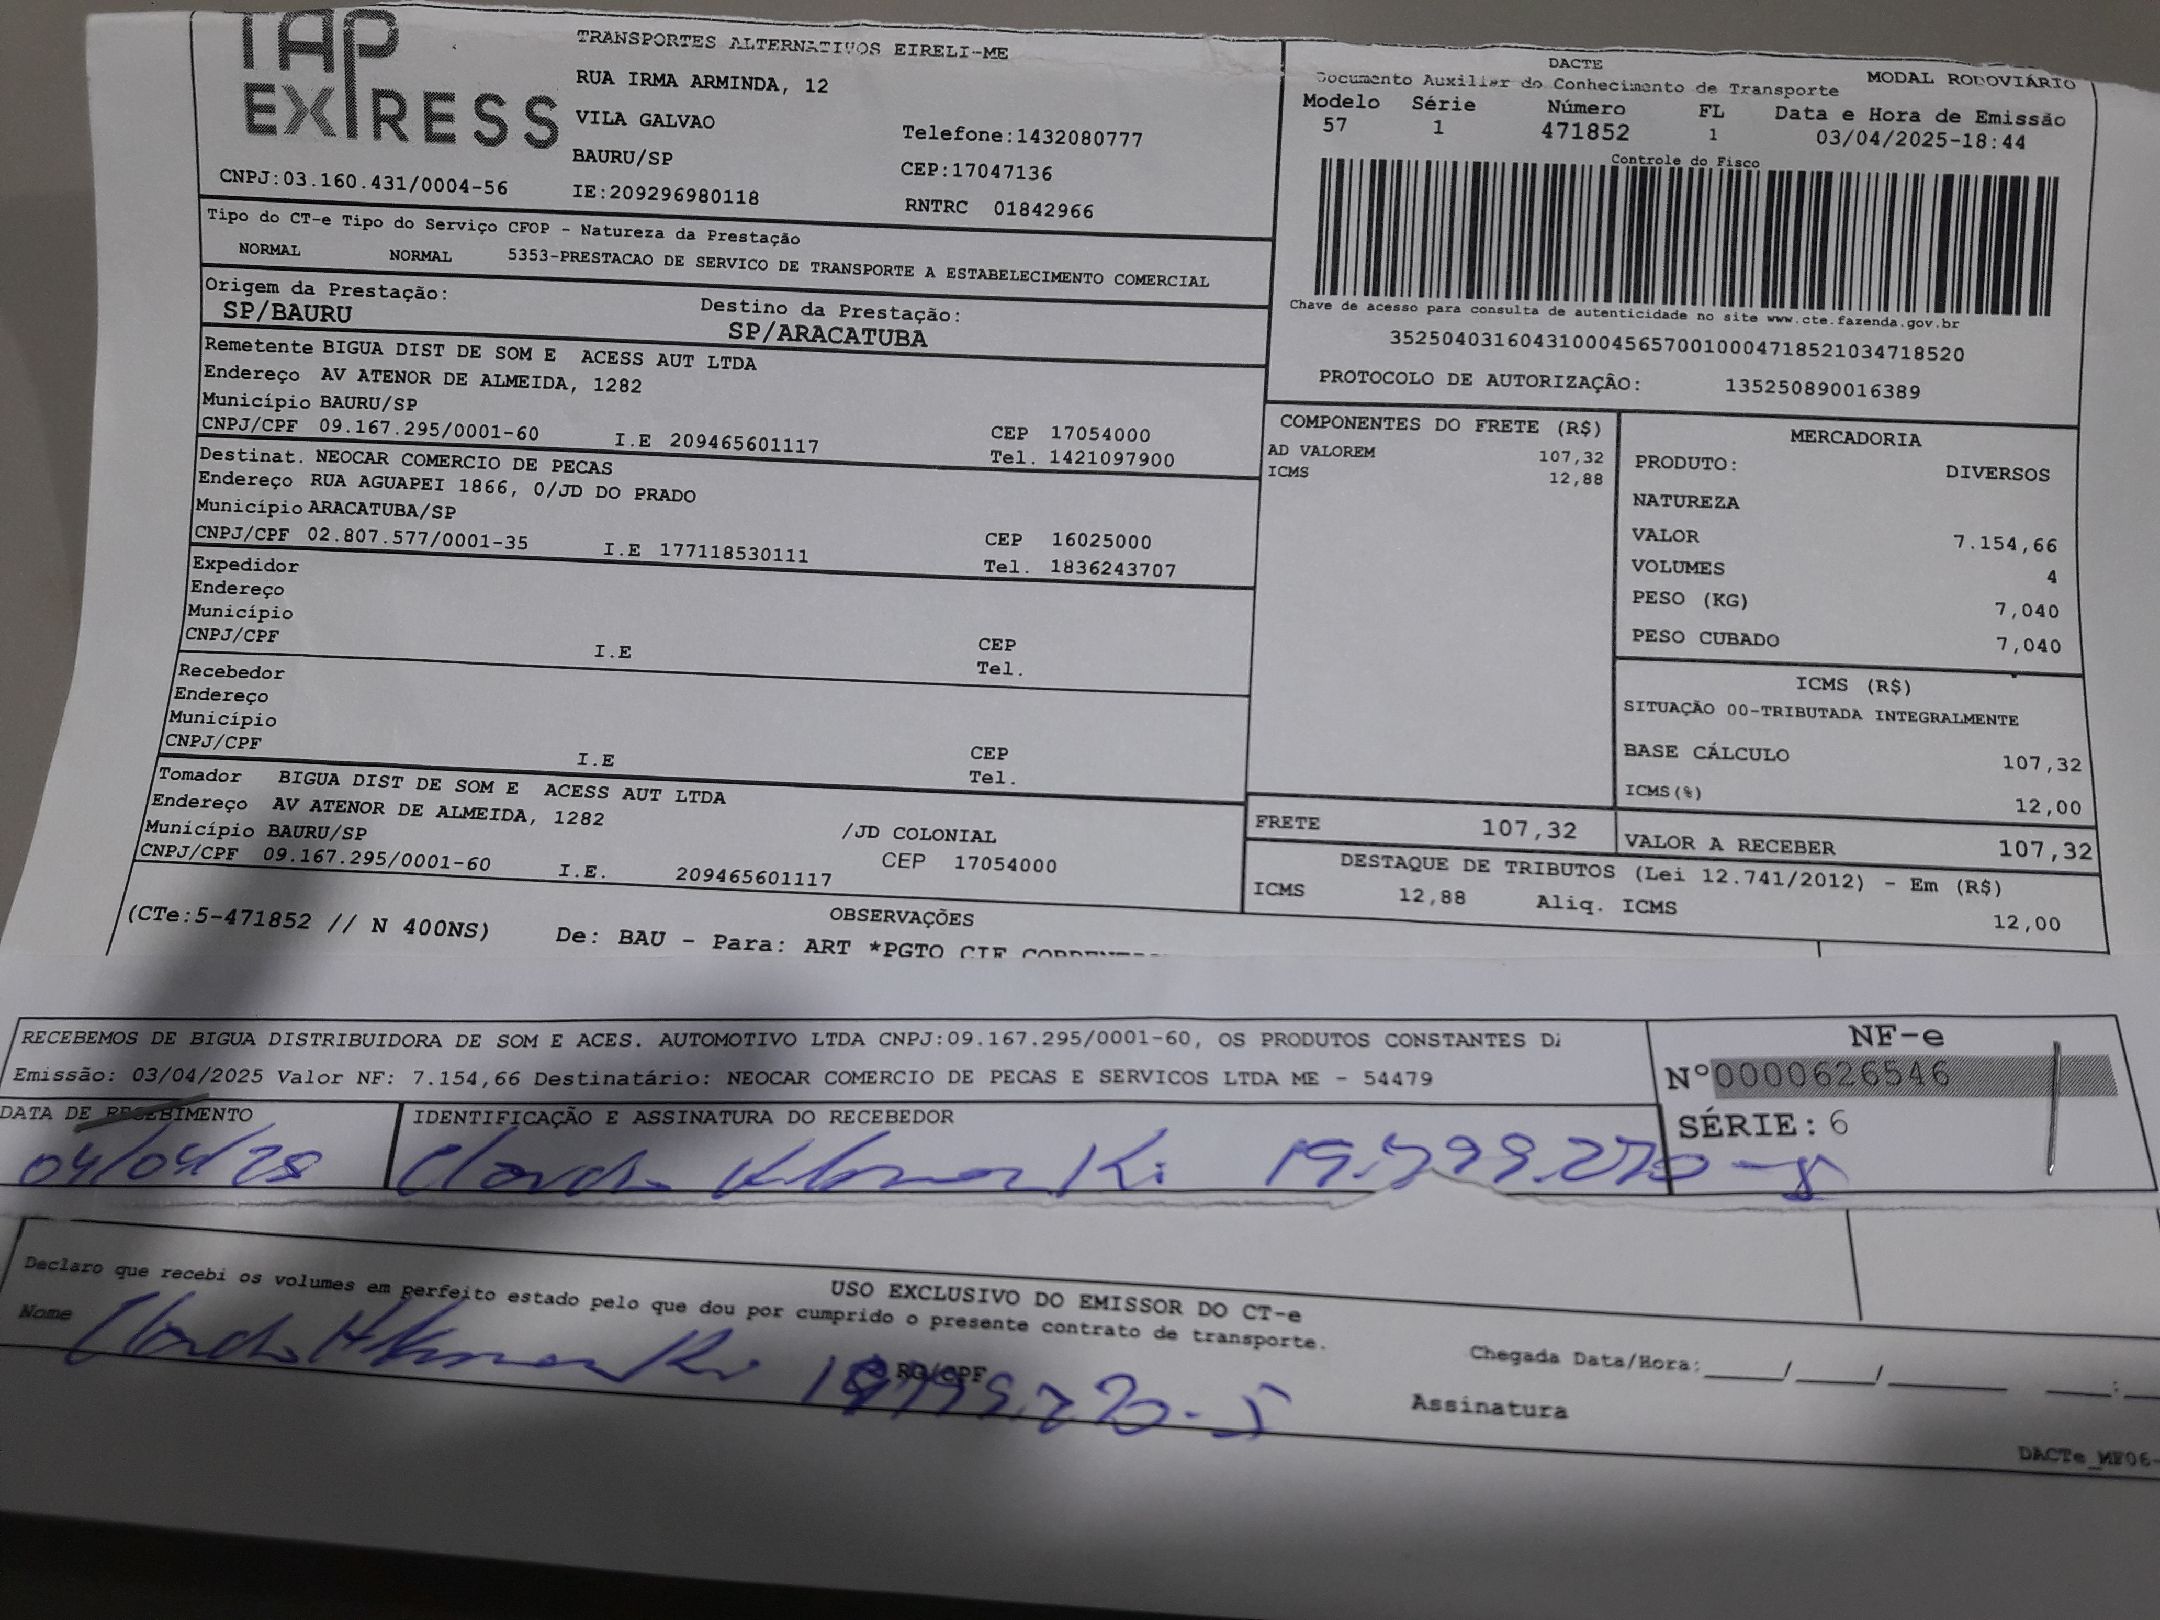 TAP
EXPRESS
TRANSPORTES ALTERNATIVOS EIRELI-ME
RUA IRMA ARMINDA, 12
VILA GALVAO
Telefone:1432080777
BAURU/SP
CEP:17047136
CNPJ:03.160.431/0004-56
IE:209296980118
RNTRC 01842966
DACTE
Documento Auxiliar do Conhecimento de Transporte
MODAL RODOVIÁRIO
Modelo Série Número FL Data e Hora de Emissão
57 1 471852 1 03/04/2025-18:44
Controle do Fisco
Chave de acesso para consulta de autenticidade no site www.cte.fazenda.gov.br
35250403160431000456570010004718521034718520
PROTOCOLO DE AUTORIZAÇÃO: 135250890016389
Tipo do CT-e Tipo do Serviço CFOP - Natureza da Prestação
NORMAL NORMAL 5353-PRESTACAO DE SERVICO DE TRANSPORTE A ESTABELECIMENTO COMERCIAL
Origem da Prestação: Destino da Prestação:
SP/BAURU SP/ARACATUBA
Remetente BIGUA DIST DE SOM E ACESS AUT LTDA
Endereço AV ATENOR DE ALMEIDA, 1282
Município BAURU/SP CEP 17054000
CNPJ/CPF 09.167.295/0001-60 I.E 209465601117 Tel. 1421097900
Destinat. NEOCAR COMERCIO DE PECAS
Endereço RUA AGUAPEI 1866, 0/JD DO PRADO
Município ARACATUBA/SP CEP 16025000
CNPJ/CPF 02.807.577/0001-35 I.E 177118530111 Tel. 1836243707
Expedidor
Endereço
Município CEP
CNPJ/CPF I.E Tel.
Recebedor
Endereço
Município CEP
CNPJ/CPF I.E Tel.
Tomador BIGUA DIST DE SOM E ACESS AUT LTDA
Endereço AV ATENOR DE ALMEIDA, 1282 /JD COLONIAL
Município BAURU/SP CEP 17054000
CNPJ/CPF 09.167.295/0001-60 I.E. 209465601117
COMPONENTES DO FRETE (R$)
AD VALOREM 107,32
ICMS 12,88
MERCADORIA
PRODUTO: DIVERSOS
NATUREZA
VALOR 7.154,66
VOLUMES 4
PESO (KG) 7,040
PESO CUBADO 7,040
ICMS (R$)
SITUAÇÃO 00-TRIBUTADA INTEGRALMENTE
BASE CÁLCULO 107,32
ICMS(%) 12,00
FRETE 107,32
VALOR A RECEBER 107,32
DESTAQUE DE TRIBUTOS (Lei 12.741/2012) - Em (R$)
ICMS 12,88 Aliq. ICMS 12,00
OBSERVAÇÕES
(CTe:5-471852 // N 400NS) De: BAU - Para: ART *PGTO CIF
RECEBEMOS DE BIGUA DISTRIBUIDORA DE SOM E ACES. AUTOMOTIVO LTDA CNPJ:09.167.295/0001-60, OS PRODUTOS CONSTANTES
Emissão: 03/04/2025 Valor NF: 7.154,66 Destinatário: NEOCAR COMERCIO DE PECAS E SERVICOS LTDA ME - 54479
DATA DE RECEBIMENTO
IDENTIFICAÇÃO E ASSINATURA DO RECEBEDOR
NF-e
Nº0000626546
SÉRIE: 6
19.799.270-5
USO EXCLUSIVO DO EMISSOR DO CT-e
Declaro que recebi os volumes em perfeito estado pelo que dou por cumprido o presente contrato de transporte.
Nome
RG/CPF
Chegada Data/Hora:____/____/____ __:__
Assinatura